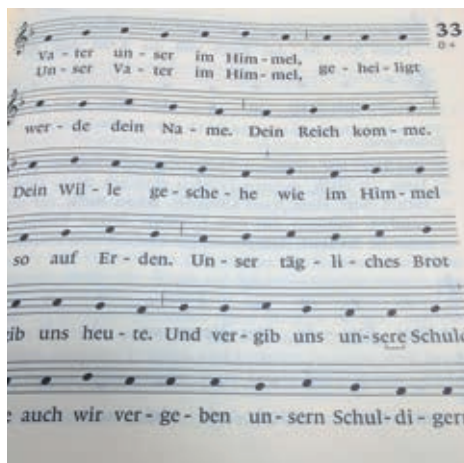 33
Va - ter un - ser im Him - mel,
Un - ser Va - ter im Him - mel, ge - hei - ligt
wer - de dein Na - me. Dein Reich kom - me.
Dein Wil - le ge - sche - he wie im Him - mel
so auf Er - den. Un - ser täg - li - ches Brot
gib uns heu - te. Und ver - gib uns un - sere Schuld
auch wir ver - ge - ben un - sern Schul - di - gern